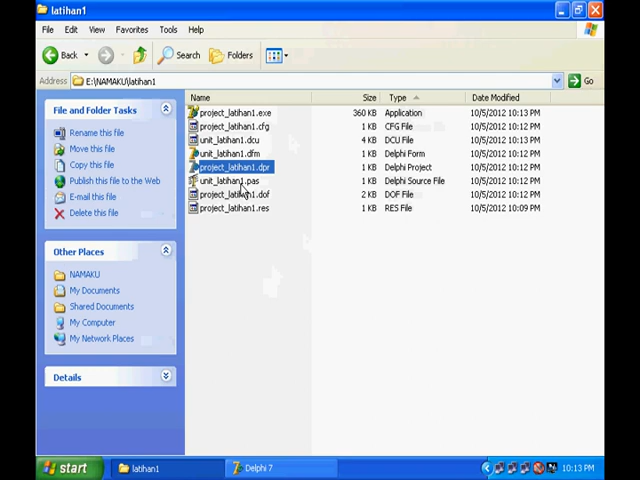 latihan1
File Edit View Favorites Tools Help
Back Search Folders
Address E:\NAMAKU\latihan1 Go
File and Folder Tasks
Rename this file
Move this file
Copy this file
Publish this file to the Web
E-mail this file
Delete this file
Other Places
NAMAKU
My Documents
Shared Documents
My Computer
My Network Places
Details
Name Size Type Date Modified
project_latihan1.exe 360 KB Application 10/5/2012 10:13 PM
project_latihan1.cfg 1 KB CFG File 10/5/2012 10:12 PM
unit_latihan1.dcu 4 KB DCU File 10/5/2012 10:13 PM
unit_latihan1.dfm 1 KB Delphi Form 10/5/2012 10:12 PM
project_latihan1.dpr 1 KB Delphi Project 10/5/2012 10:12 PM
unit_latihan1.pas 1 KB Delphi Source File 10/5/2012 10:12 PM
project_latihan1.dof 2 KB DOF File 10/5/2012 10:12 PM
project_latihan1.res 1 KB RES File 10/5/2012 10:09 PM
start latihan1 Delphi 7 10:13 PM